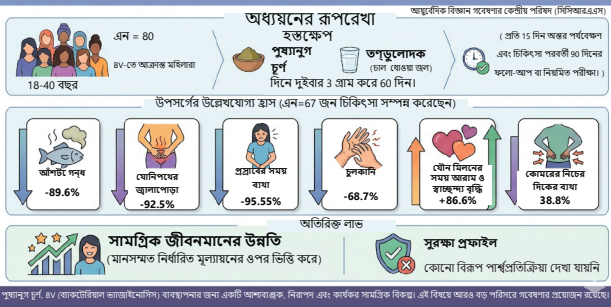 আয়ুর্বেদিক বিজ্ঞান গবেষণার কেন্দ্রীয় পরিষদ (সিসিআরএএস)
অধ্যয়নের রূপরেখা
এন = 80
BV-তে আক্রান্ত মহিলারা
18-40 বছর
হস্তক্ষেপ
পুষ্যানুগ
চূর্ণ
তণ্ডুলোদক
(চাল ধোয়া জল)
দিনে দুইবার 3 গ্রাম করে 60 দিন।
( প্রতি 15 দিন অন্তর পর্যবেক্ষণ
এবং চিকিৎসা পরবর্তী 90 দিনের
ফলো-আপ বা নিয়মিত পরীক্ষা। )
উপসর্গের উল্লেখযোগ্য হ্রাস (এন=67 জন চিকিৎসা সম্পন্ন করেছেন)
আঁশটে গন্ধ
-89.6%
যোনিপথের
জ্বালাপোড়া
-92.5%
প্রস্রাবের সময়
ব্যথা
-95.55%
চুলকানি
-68.7%
যৌন মিলনের
সময় আরাম ও
স্বাচ্ছন্দ্য বৃদ্ধি
+86.6%
কোমরের নিচের
দিকের ব্যথা
38.8%
অতিরিক্ত লাভ
সামগ্রিক জীবনমানের উন্নতি
(মানসম্মত নির্ধারিত মূল্যায়নের ওপর ভিত্তি করে)
সুরক্ষা প্রফাইল
কোনো বিরূপ পার্শ্বপ্রতিক্রিয়া দেখা যায়নি
পুষ্যানুগ চূর্ণ, BV (ব্যাকটেরিয়াল ভ্যাজাইনোসিস) ব্যবস্থাপনার জন্য একটি আশাব্যঞ্জক, নিরাপদ এবং কার্যকর সামগ্রিক বিকল্প। এই বিষয়ে আরও বড় পরিসরে গবেষণার প্রয়োজন রয়েছে।